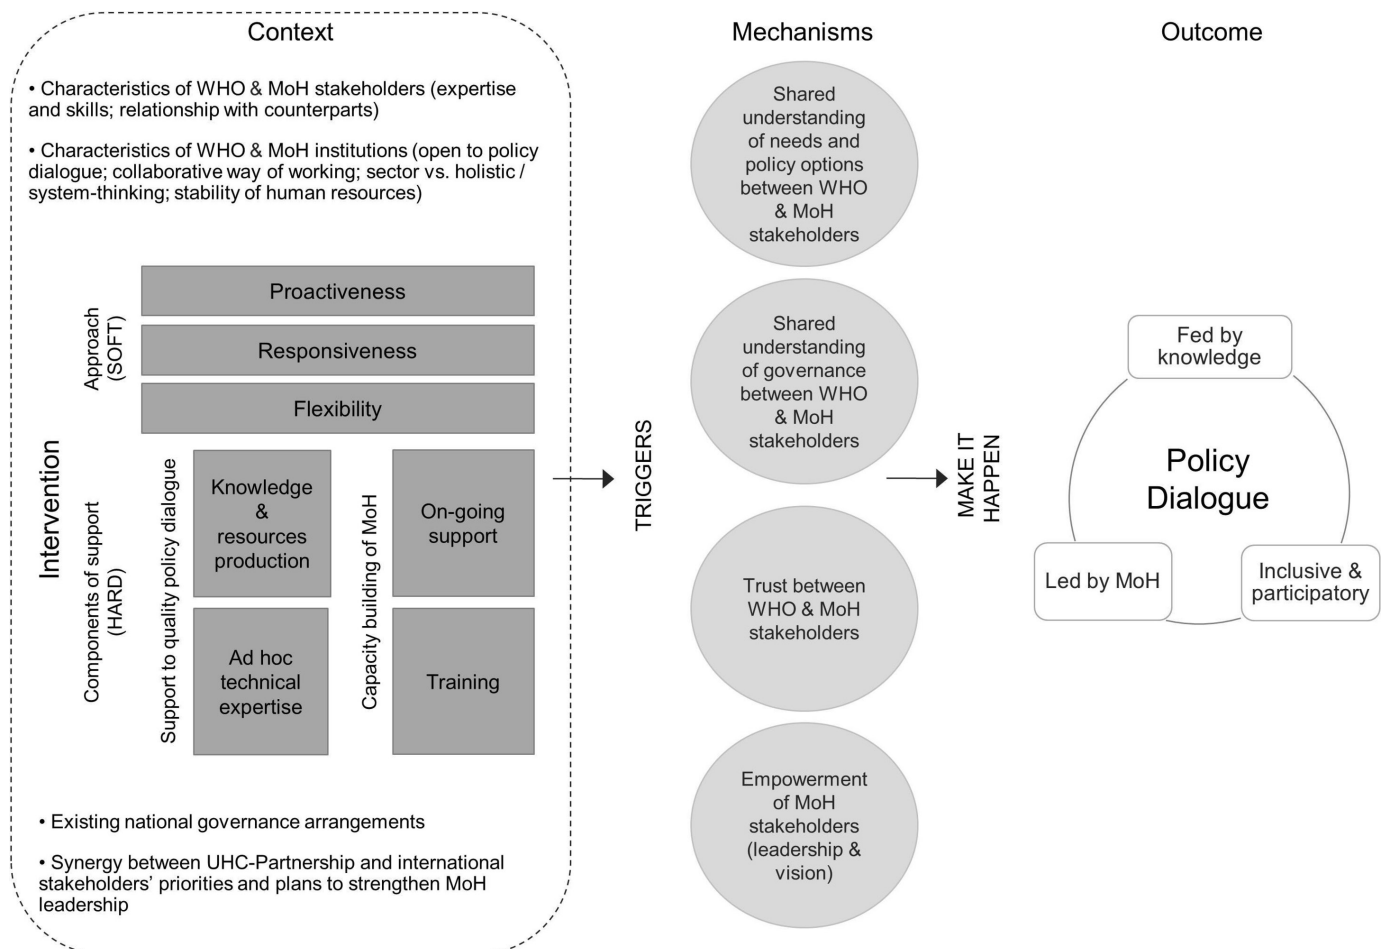 Context
• Characteristics of WHO & MoH stakeholders (expertise
and skills; relationship with counterparts)
• Characteristics of WHO & MoH institutions (open to policy
dialogue; collaborative way of working; sector vs. holistic /
system-thinking; stability of human resources)
Intervention
Approach
(SOFT)
Proactiveness
Responsiveness
Flexibility
Components of support
(HARD)
Support to quality policy dialogue
Knowledge
&
resources
production
Ad hoc
technical
expertise
Capacity building of MoH
On-going
support
Training
• Existing national governance arrangements
• Synergy between UHC-Partnership and international
stakeholders’ priorities and plans to strengthen MoH
leadership
TRIGGERS
Mechanisms
Shared
understanding
of needs and
policy options
between WHO
& MoH
stakeholders
Shared
understanding
of governance
between WHO
& MoH
stakeholders
Trust between
WHO & MoH
stakeholders
Empowerment
of MoH
stakeholders
(leadership &
vision)
MAKE IT
HAPPEN
Outcome
Fed by
knowledge
Policy
Dialogue
Led by MoH
Inclusive &
participatory